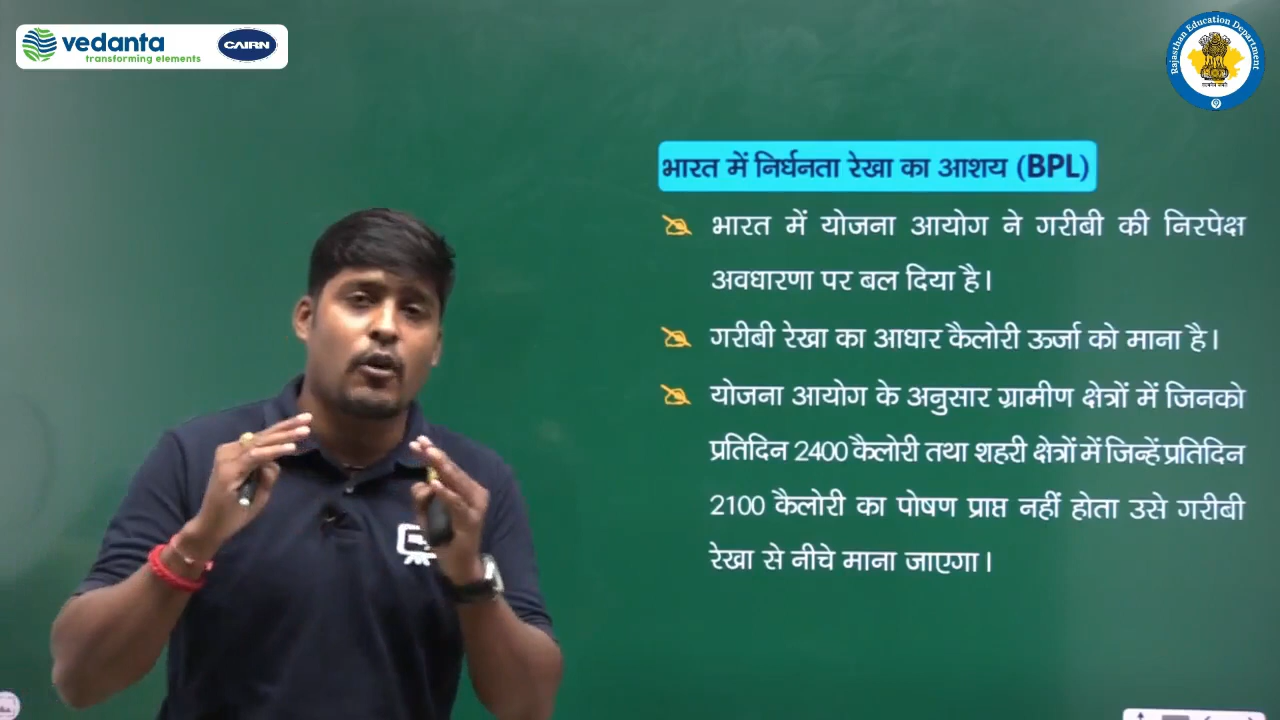 vedanta
transforming elements
CAIRN
Rajasthan Education Department
भारत में निर्धनता रेखा का आशय (BPL)
भारत में योजना आयोग ने गरीबी की निरपेक्ष
अवधारणा पर बल दिया है।
गरीबी रेखा का आधार कैलोरी ऊर्जा को माना है।
योजना आयोग के अनुसार ग्रामीण क्षेत्रों में जिनको
प्रतिदिन 2400 कैलोरी तथा शहरी क्षेत्रों में जिन्हें प्रतिदिन
2100 कैलोरी का पोषण प्राप्त नहीं होता उसे गरीबी
रेखा से नीचे माना जाएगा।